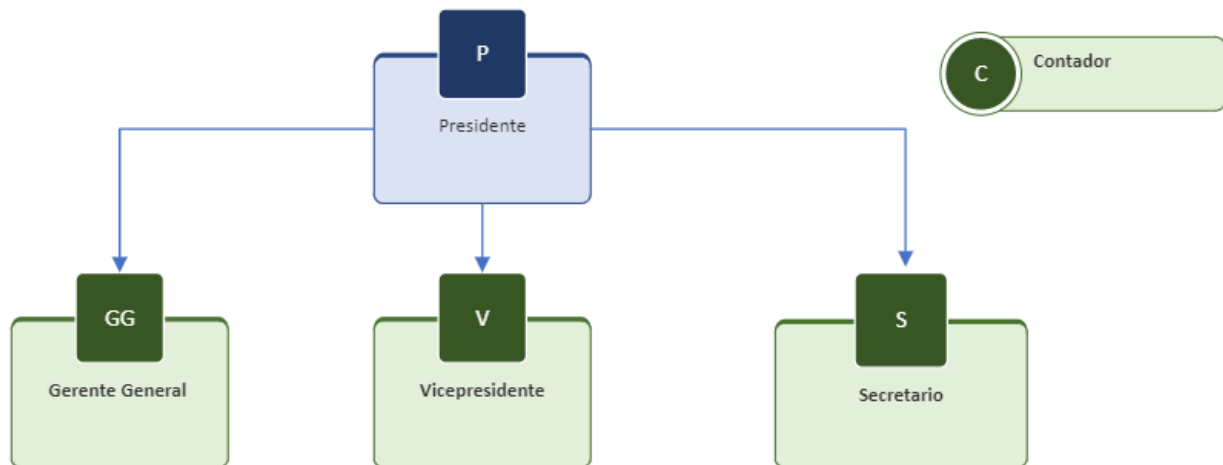 P
Presidente
C
Contador
GG
Gerente General
V
Vicepresidente
S
Secretario